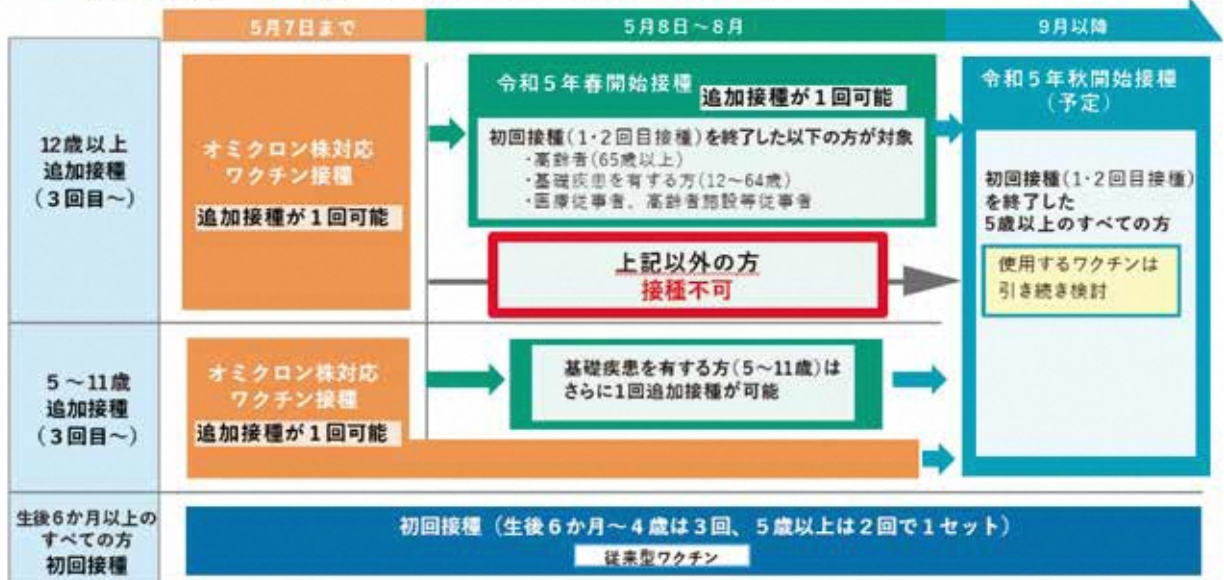 5月7日まで
5月8日～8月
9月以降
12歳以上
追加接種
(3回目～)
オミクロン株対応
ワクチン接種
追加接種が1回可能
令和5年春開始接種
追加接種が1回可能
初回接種(1・2回目接種)を終了した以下の方が対象
・高齢者(65歳以上)
・基礎疾患を有する方(12～64歳)
・医療従事者、高齢者施設等従事者
上記以外の方
接種不可
令和5年秋開始接種
(予定)
初回接種(1・2回目接種)
を終了した
5歳以上のすべての方
使用するワクチンは
引き続き検討
5～11歳
追加接種
(3回目～)
オミクロン株対応
ワクチン接種
追加接種が1回可能
基礎疾患を有する方(5～11歳)は
さらに1回追加接種が可能
生後6か月以上の
すべての方
初回接種
初回接種(生後6か月～4歳は3回、5歳以上は2回で1セット)
従来型ワクチン